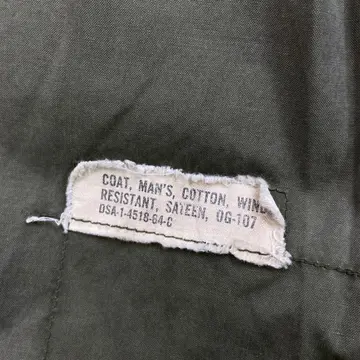 COAT, MAN'S, COTTON, WIND
RESISTANT, SATEEN, OG-107
DSA-1-4518-64-C